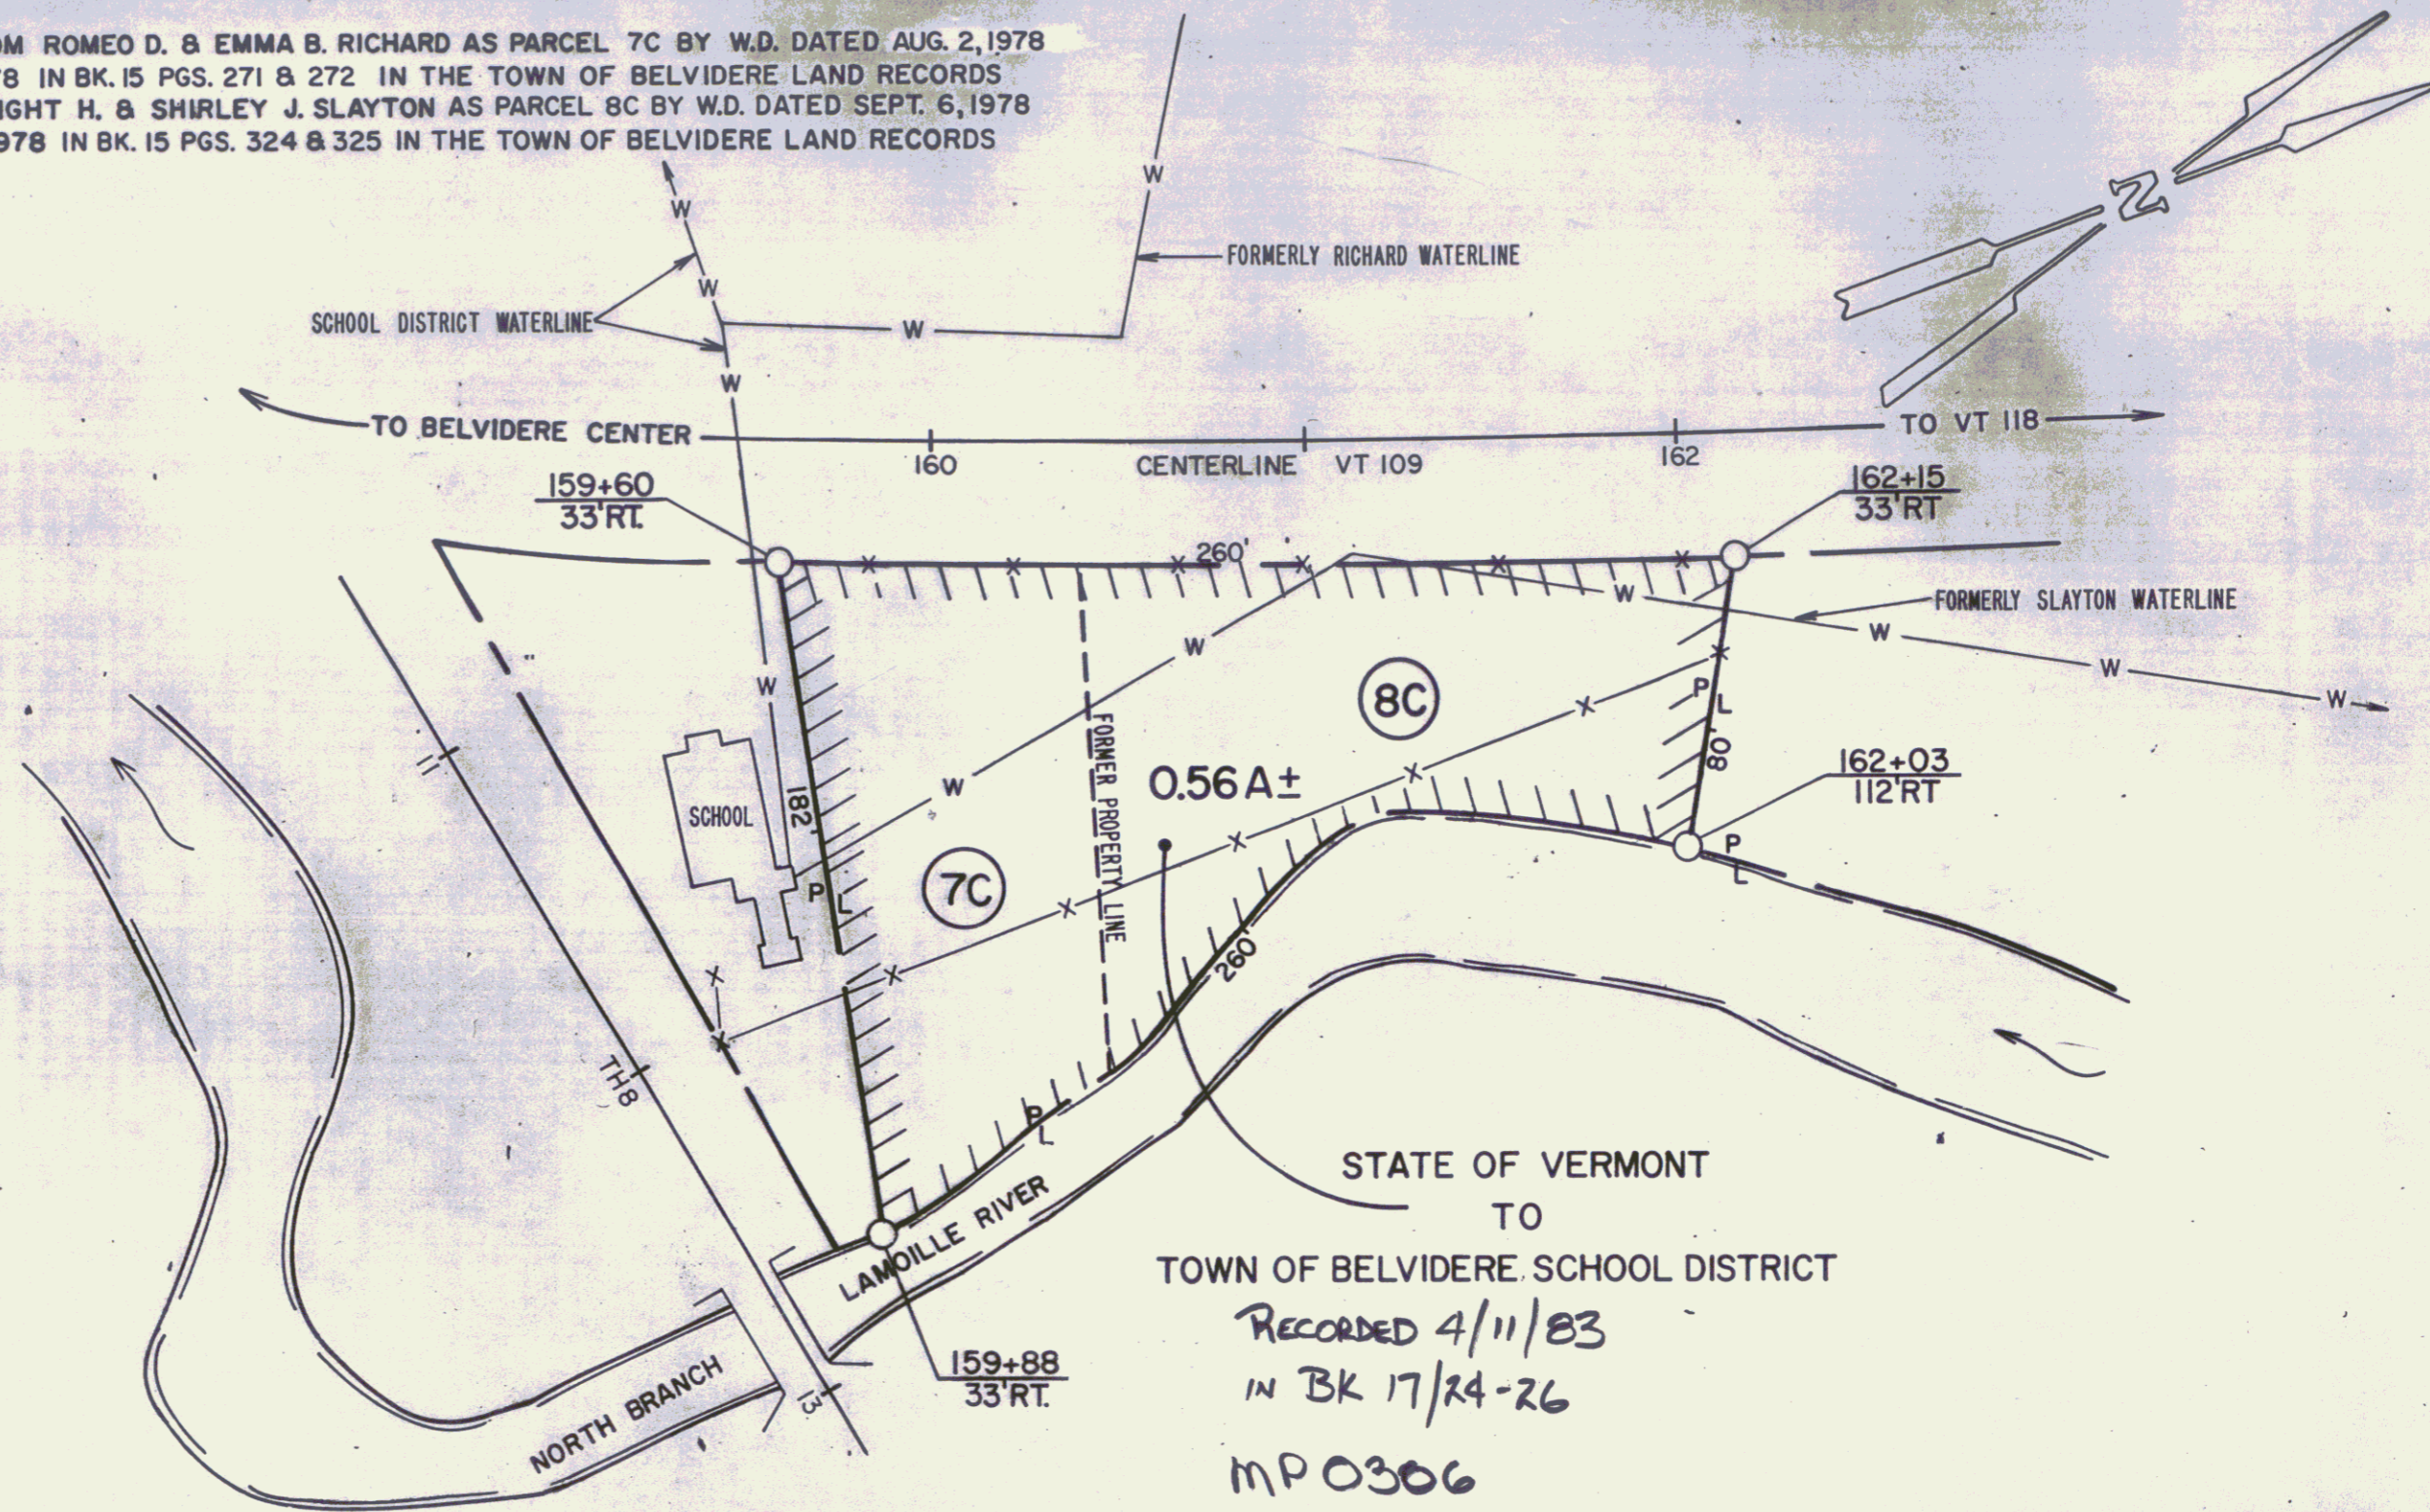 OM ROMEO D. & EMMA B. RICHARD AS PARCEL 7C BY W.D. DATED AUG. 2, 1978
78 IN BK. 15 PGS. 271 & 272 IN THE TOWN OF BELVIDERE LAND RECORDS
IGHT H. & SHIRLEY J. SLAYTON AS PARCEL 8C BY W.D. DATED SEPT. 6, 1978
978 IN BK. 15 PGS. 324 & 325 IN THE TOWN OF BELVIDERE LAND RECORDS
W
W
N
FORMERLY RICHARD WATERLINE
W
SCHOOL DISTRICT WATERLINE
W
W
TO BELVIDERE CENTER
TO VT 118
160
CENTERLINE VT 109
162
159+60
33'RT.
162+15
33'RT
260'
W
FORMERLY SLAYTON WATERLINE
W
W
W
W
W
P L
8C
FORMER PROPERTY LINE
80'
11
162+03
112'RT
0.56 A±
W
SCHOOL
182'
P L
P L
7C
260'
TH8
P L
STATE OF VERMONT
TO
TOWN OF BELVIDERE SCHOOL DISTRICT
LAMOILLE RIVER
RECORDED 4/11/83
159+88
33'RT.
IN BK 17/24-26
13
NORTH BRANCH
MP 0306